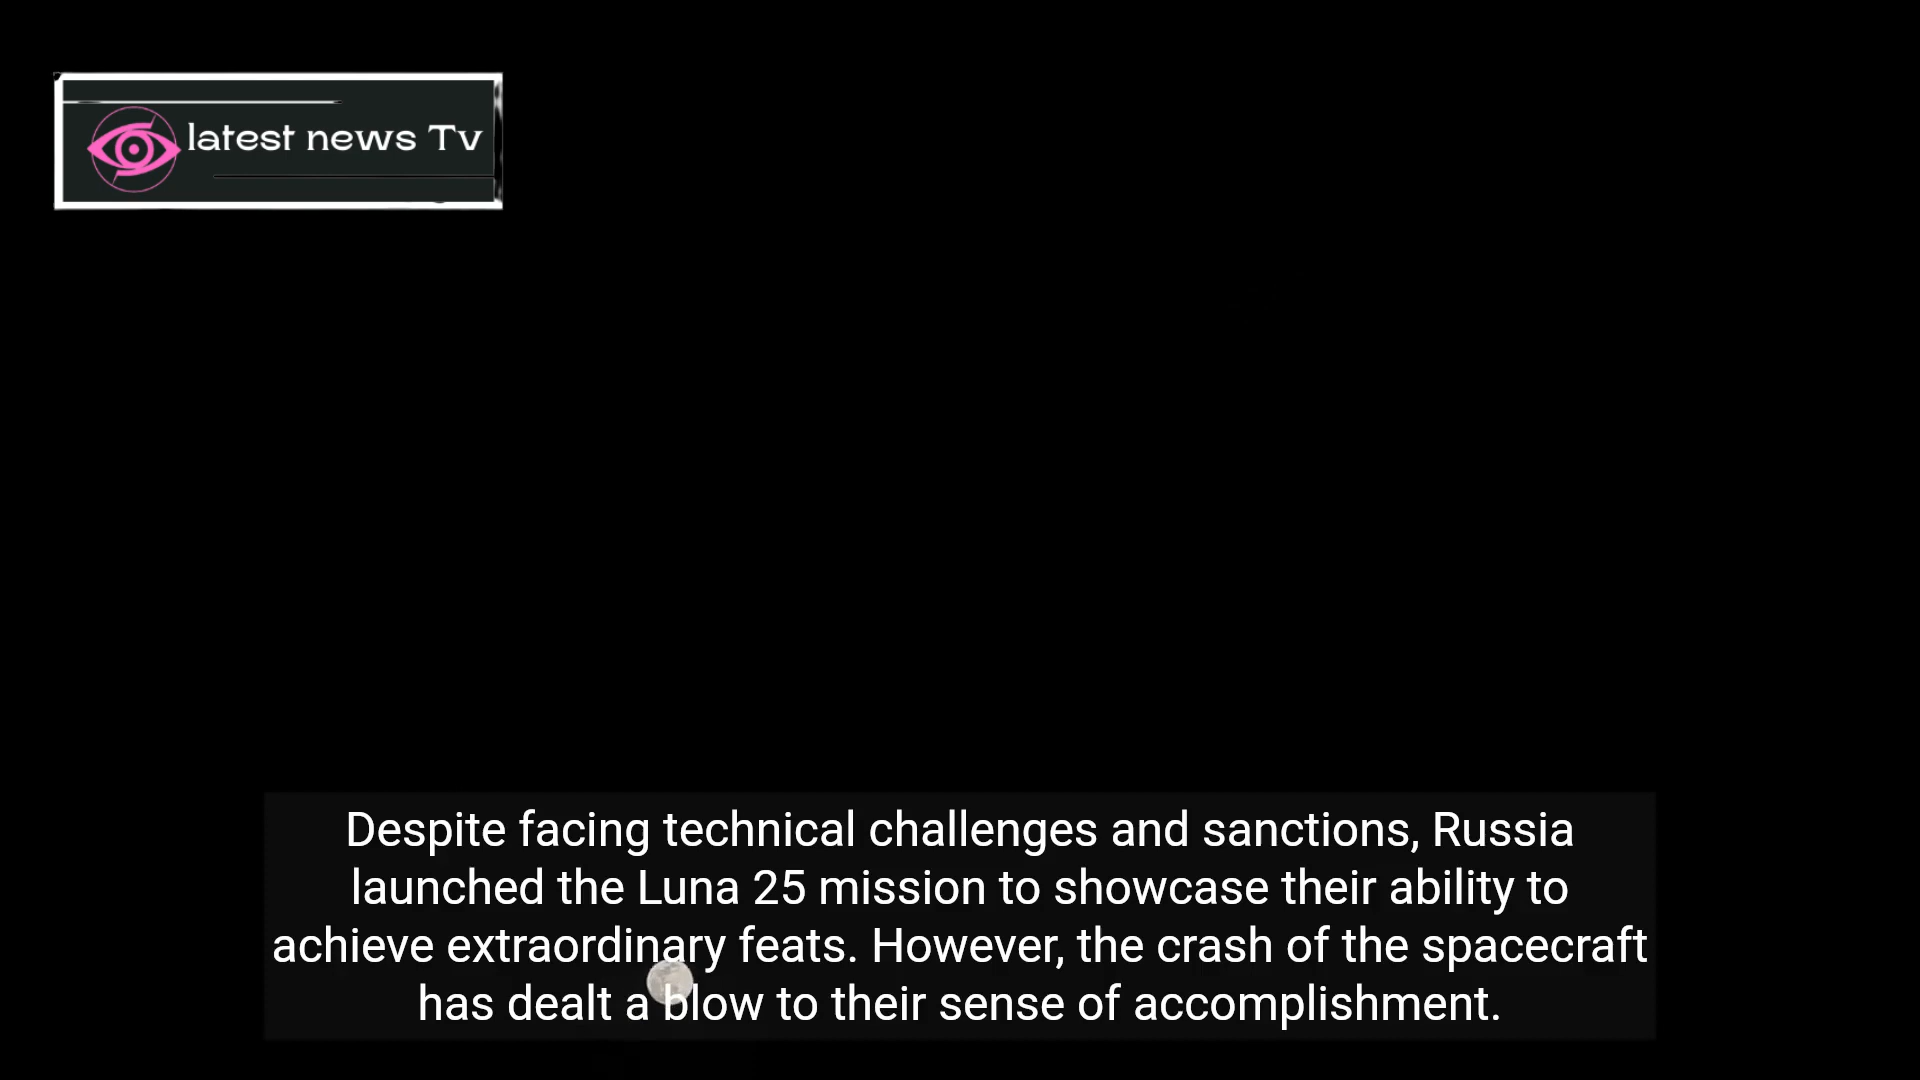 latest news Tv
Despite facing technical challenges and sanctions, Russia
launched the Luna 25 mission to showcase their ability to
achieve extraordinary feats. However, the crash of the spacecraft
has dealt a blow to their sense of accomplishment.